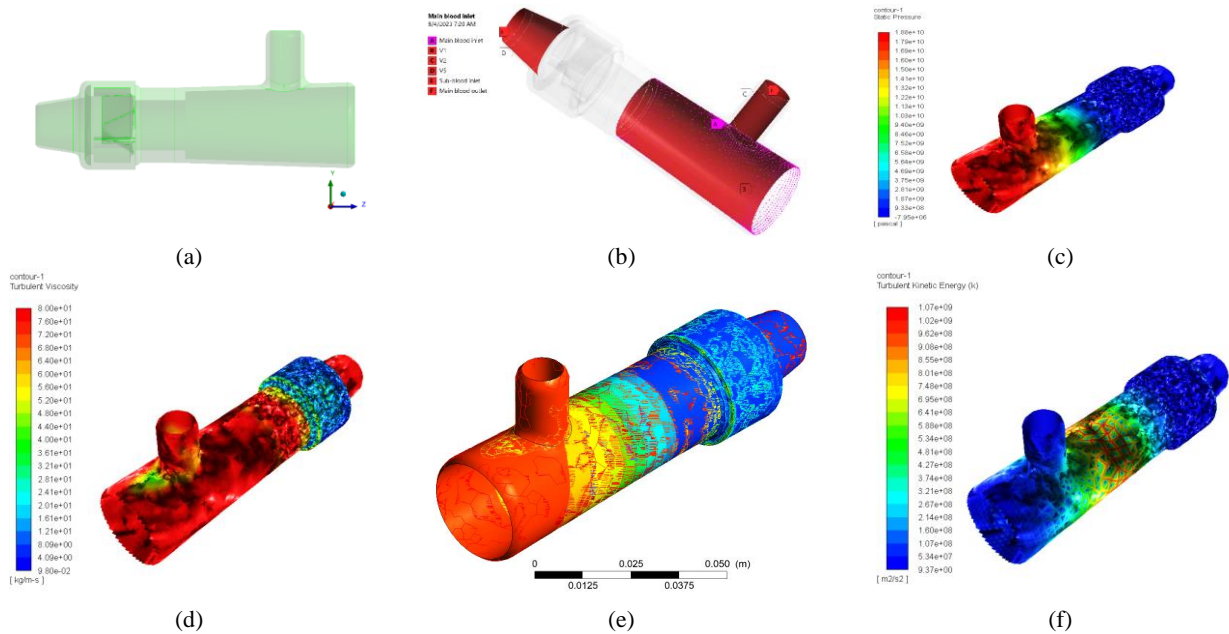 Y
Z
(a)
Main blood inlet
8/4/2023 7:28 AM
A Main blood inlet
B V1
C V2
D V3
E Sub-blood inlet
F Main blood outlet
D
C
(b)
contour-1
Static Pressure
1.88e+10
1.79e+10
1.69e+10
1.60e+10
1.50e+10
1.41e+10
1.32e+10
1.22e+10
1.13e+10
1.03e+10
9.40e+09
8.46e+09
7.52e+09
6.58e+09
5.64e+09
4.69e+09
3.75e+09
2.81e+09
1.87e+09
9.33e+08
-7.95e+06
[ pascal ]
(c)
contour-1
Turbulent Viscosity
8.00e+01
7.60e+01
7.20e+01
6.80e+01
6.40e+01
6.00e+01
5.60e+01
5.20e+01
4.80e+01
4.40e+01
4.00e+01
3.61e+01
3.21e+01
2.81e+01
2.41e+01
2.01e+01
1.61e+01
1.21e+01
8.09e+00
4.09e+00
9.80e-02
[ kg/m-s ]
(d)
0 0.025 0.050 (m)
0.0125 0.0375
(e)
contour-1
Turbulent Kinetic Energy (k)
1.07e+09
1.02e+09
9.62e+08
9.08e+08
8.55e+08
8.01e+08
7.48e+08
6.95e+08
6.41e+08
5.88e+08
5.34e+08
4.81e+08
4.27e+08
3.74e+08
3.21e+08
2.67e+08
2.14e+08
1.60e+08
1.07e+08
5.34e+07
9.37e+00
[ m2/s2 ]
(f)